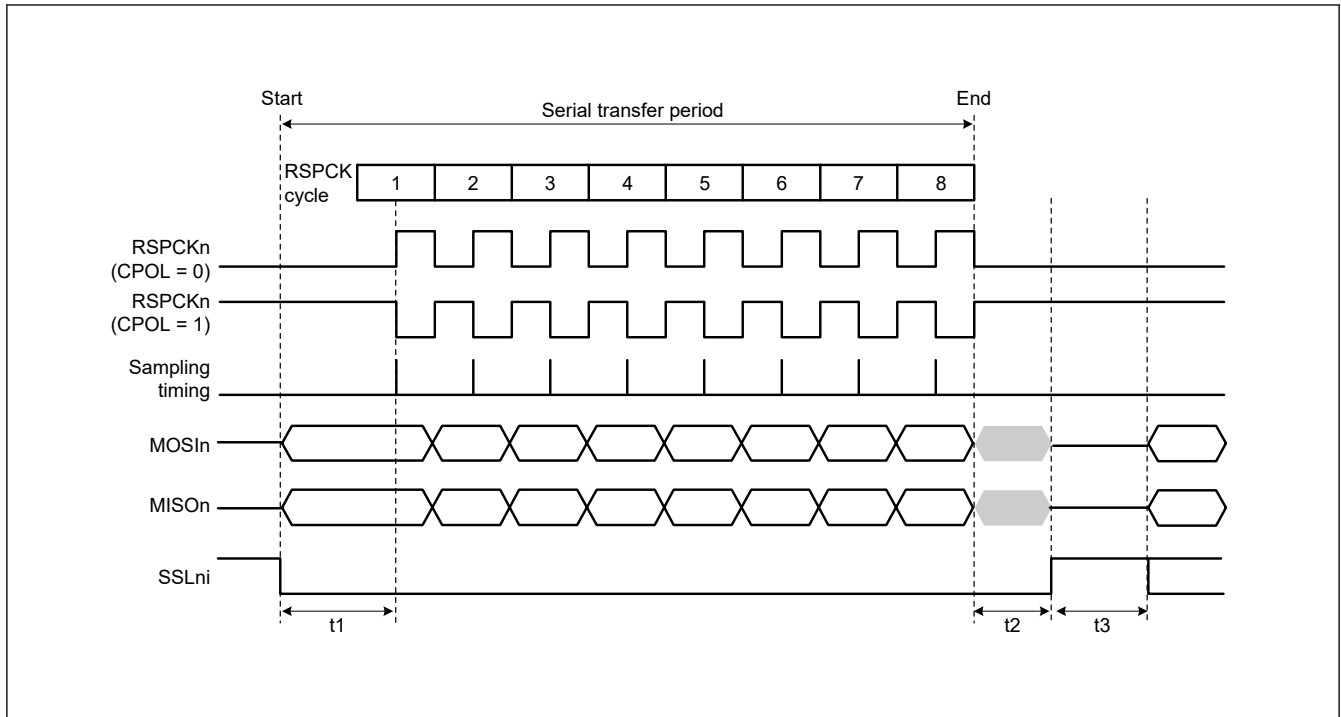 Start
End
Serial transfer period
RSPCK
cycle
1 2 3 4 5 6 7 8
RSPCKn
(CPOL = 0)
RSPCKn
(CPOL = 1)
Sampling
timing
MOSIn
MISOn
SSLni
t1 t2 t3